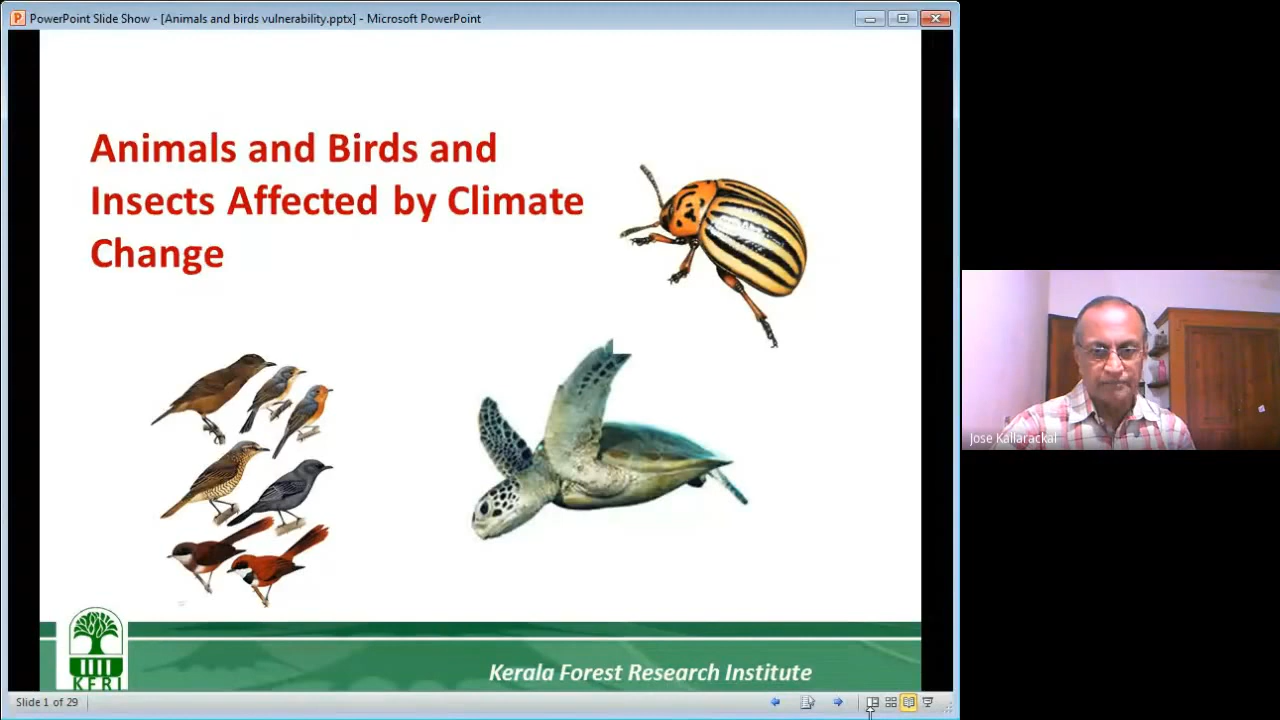 PowerPoint Slide Show - [Animals and birds vulnerability.pptx] - Microsoft PowerPoint
Animals and Birds and
Insects Affected by Climate
Change
Jose Kallarackal
KFRI
Kerala Forest Research Institute
Slide 1 of 29